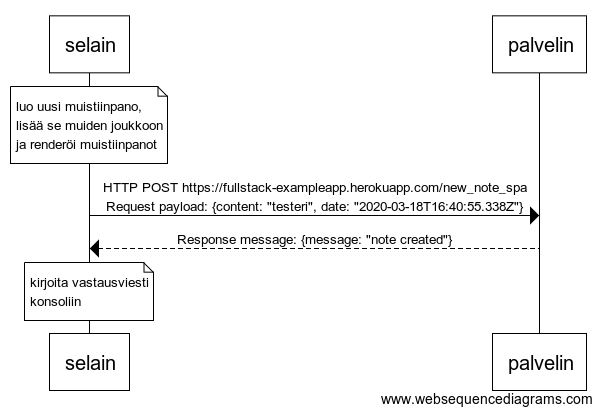 selain
palvelin
luo uusi muistiinpano,
lisää se muiden joukkoon
ja renderöi muistiinpanot
HTTP POST https://fullstack-exampleapp.herokuapp.com/new_note_spa
Request payload: {content: "testeri", date: "2020-03-18T16:40:55.338Z"}
Response message: {message: "note created"}
kirjoita vastausviesti
konsoliin
selain
palvelin
www.websequencediagrams.com